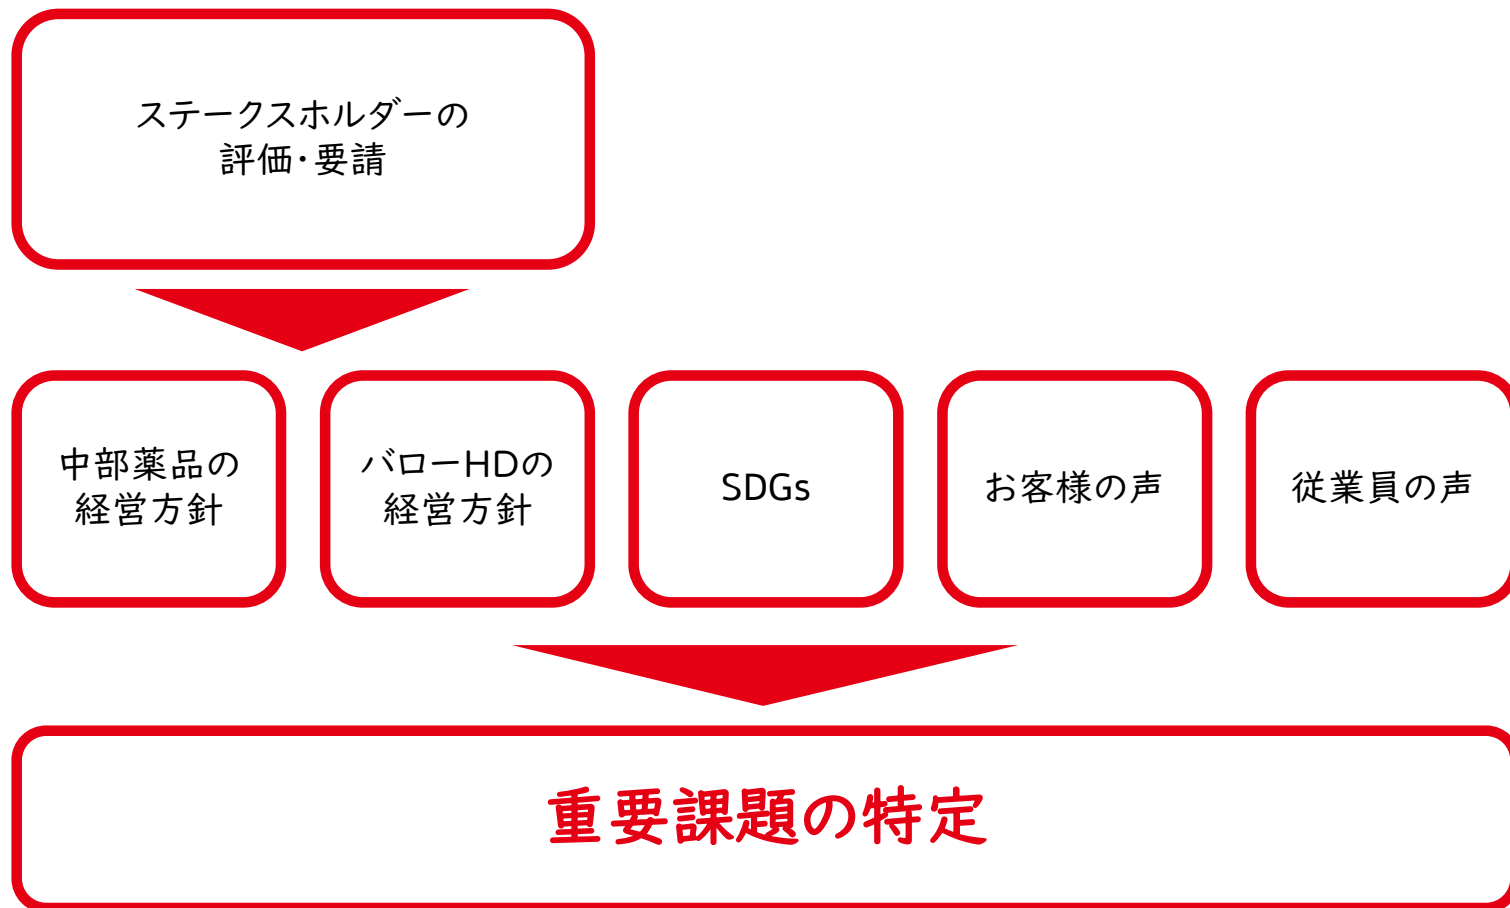 ステークスホルダーの
評価・要請
中部薬品の
経営方針
バローHDの
経営方針
SDGs
お客様の声
従業員の声
重要課題の特定